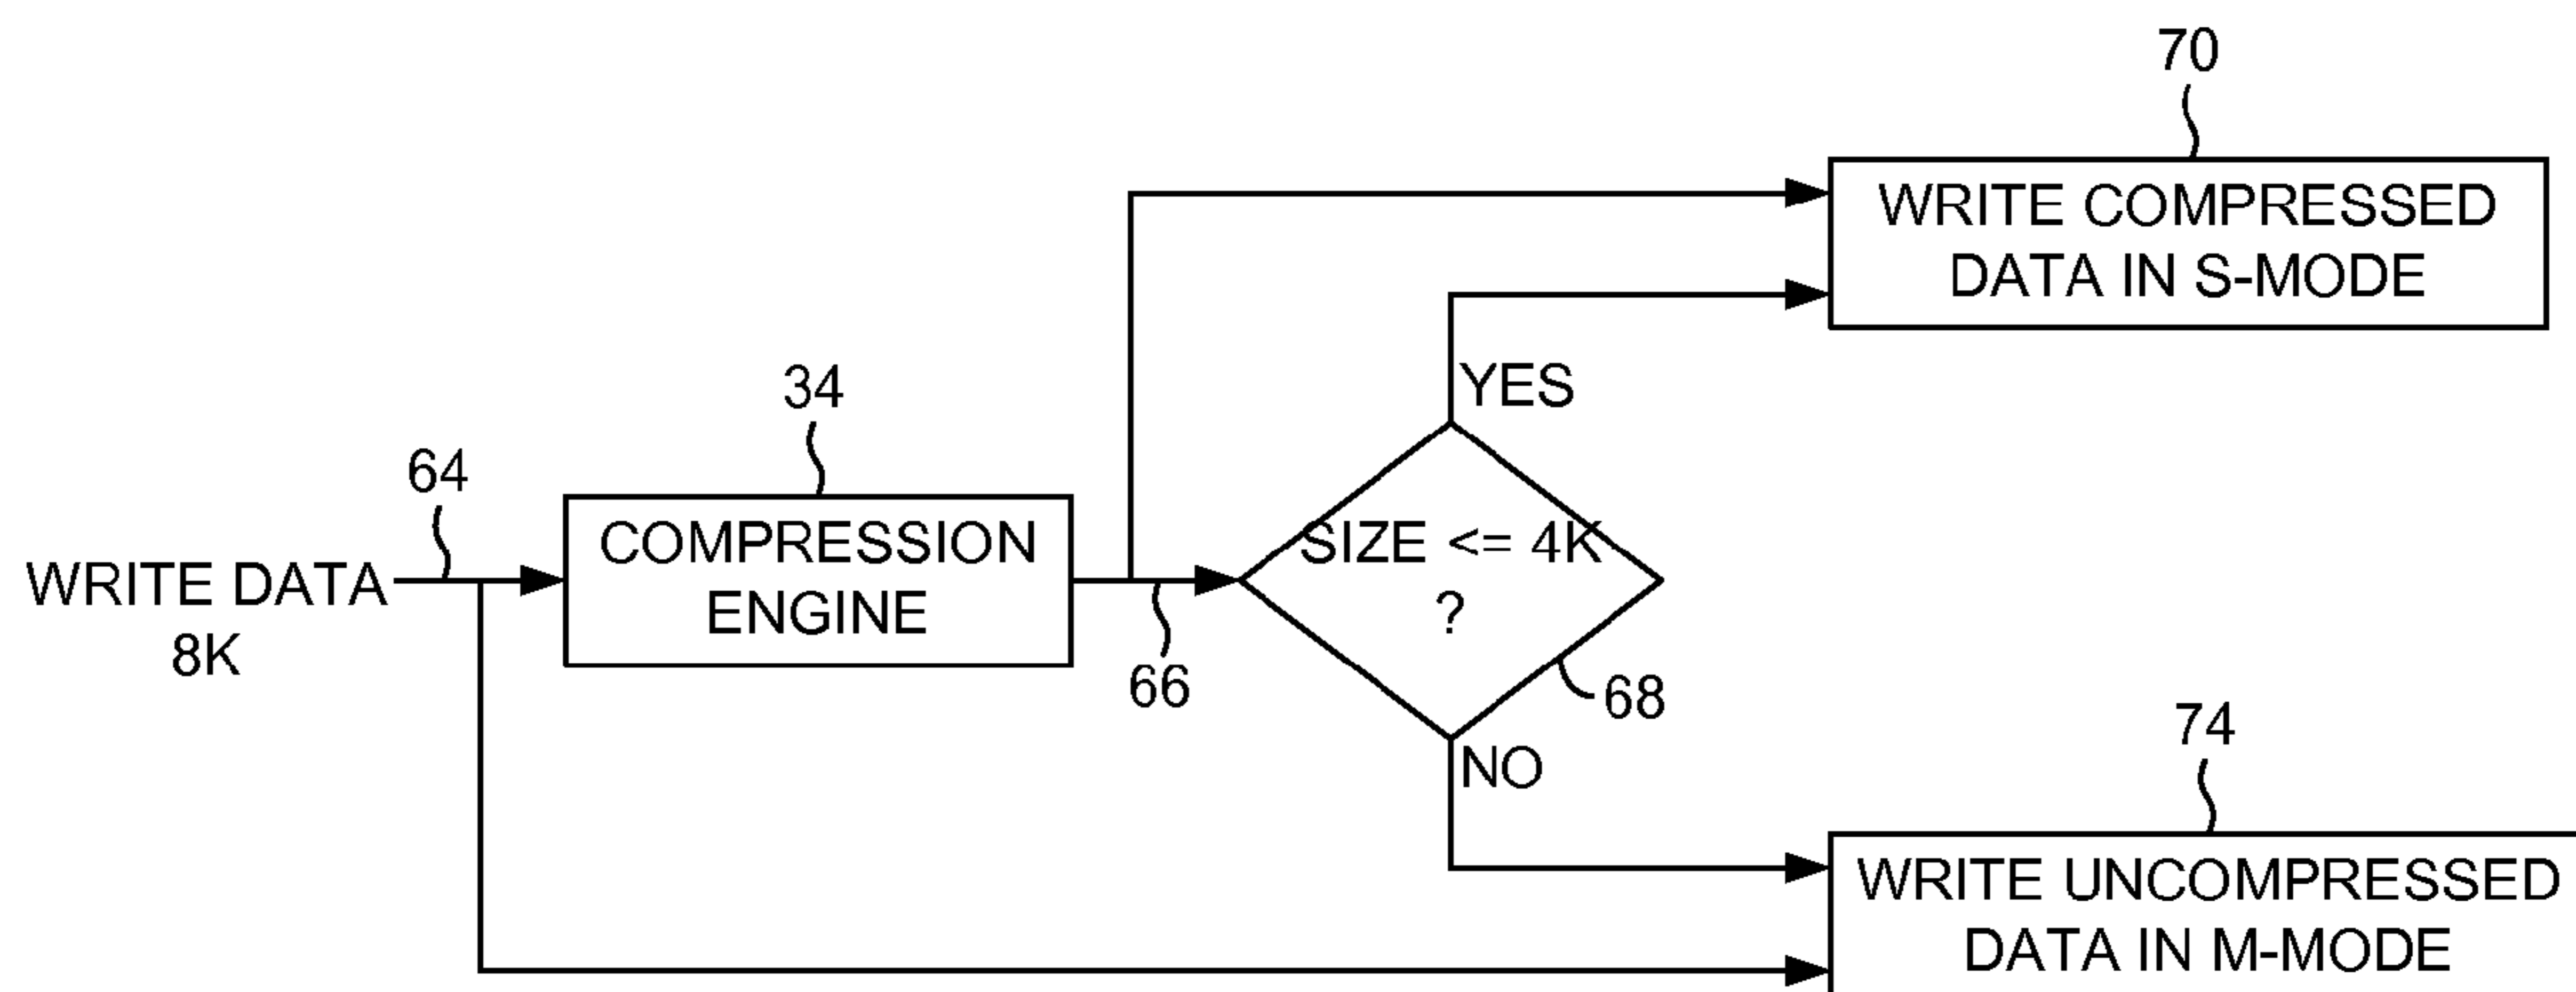 70
WRITE COMPRESSED
DATA IN S-MODE
YES
34
64
COMPRESSION
ENGINE
WRITE DATA
8K
SIZE <= 4K
?
66
68
NO
74
WRITE UNCOMPRESSED
DATA IN M-MODE